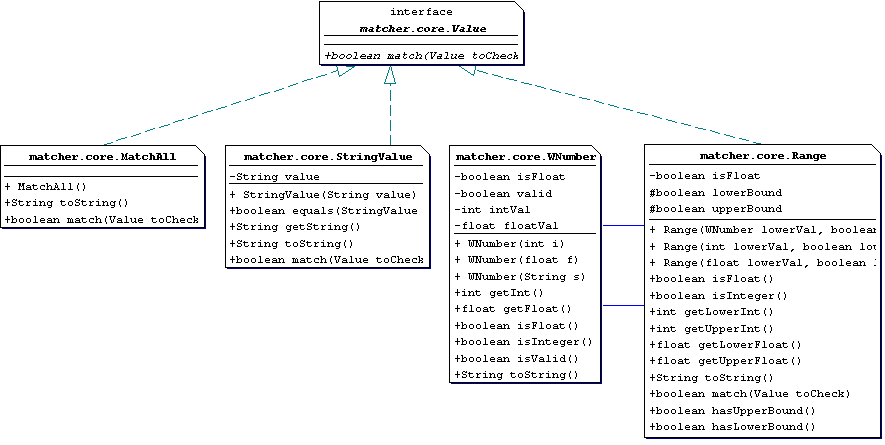 interface
matcher.core.Value
+boolean match(Value toCheck
matcher.core.MatchAll
+ MatchAll()
+String toString()
+boolean match(Value toCheck
matcher.core.StringValue
-String value
+ StringValue(String value)
+boolean equals(StringValue
+String getString()
+String toString()
+boolean match(Value toCheck
matcher.core.WNumber
-boolean isFloat
-boolean valid
-int intVal
-float floatVal
+ WNumber(int i)
+ WNumber(float f)
+ WNumber(String s)
+int getInt()
+float getFloat()
+boolean isFloat()
+boolean isInteger()
+boolean isValid()
+String toString()
matcher.core.Range
-boolean isFloat
#boolean lowerBound
#boolean upperBound
+ Range(WNumber lowerVal, boolean
+ Range(int lowerVal, boolean low
+ Range(float lowerVal, boolean l
+boolean isFloat()
+boolean isInteger()
+int getLowerInt()
+int getUpperInt()
+float getLowerFloat()
+float getUpperFloat()
+String toString()
+boolean match(Value toCheck)
+boolean hasUpperBound()
+boolean hasLowerBound()